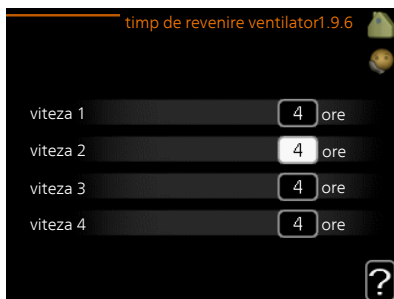 timp de revenire ventilator1.9.6
viteza 1 4 ore
viteza 2 4 ore
viteza 3 4 ore
viteza 4 4 ore
?